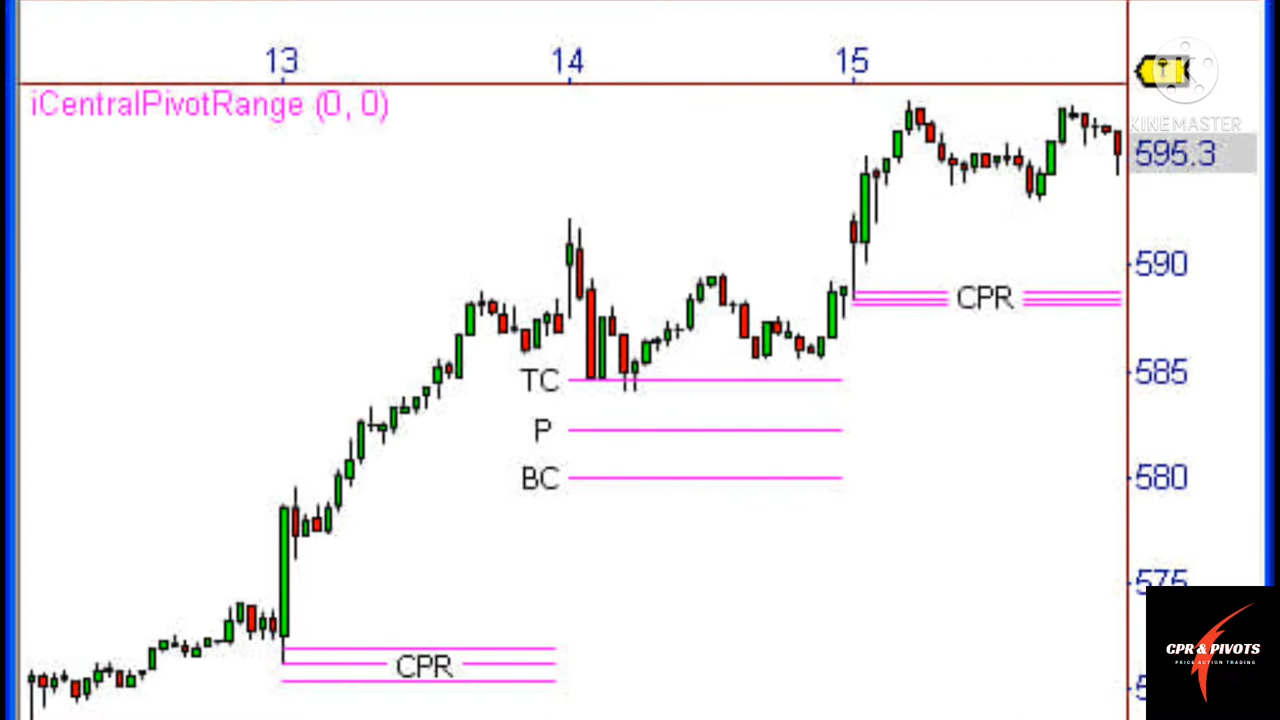 13 14 15
iCentralPivotRange (0, 0)
KINEMASTER
595.3
590
CPR
585
TC
P
BC
580
575
CPR
CPR & PIVOTS
PRICE ACTION TRADING